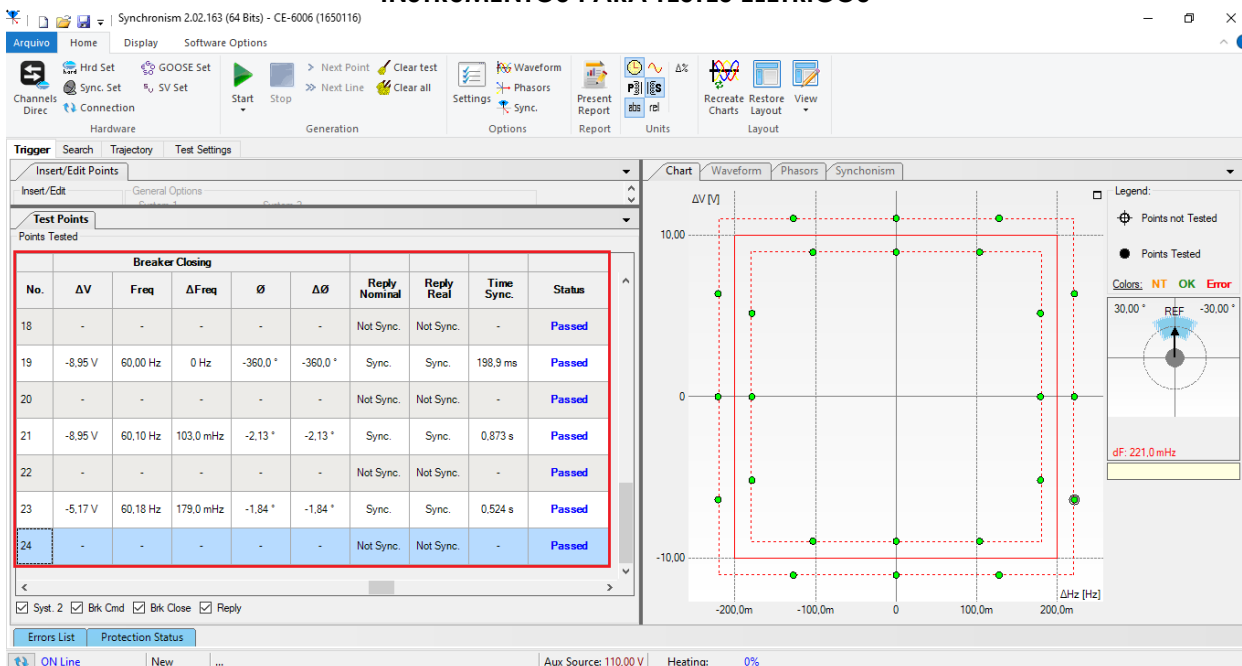 INSTRUMENTOS PARA TESTES ELÉTRICOS
Synchronism 2.02.163 (64 Bits) - CE-6006 (1650116)
Arquivo Home Display Software Options
Hrd Set GOOSE Set > Next Point Clear test Waveform Δ%
Sync. Set SV Set >> Next Line Clear all Phasors
Channels Direc Connection Start Stop Settings Sync. Present Report abs rel Recreate Charts Restore Layout View
Hardware Generation Options Report Units Layout
Trigger Search Trajectory Test Settings
Insert/Edit Points
Insert/Edit General Options
Test Points
Points Tested
Breaker Closing
No. ΔV Freq ΔFreq Ø ΔØ Reply Nominal Reply Real Time Sync. Status
18 - - - - - Not Sync. Not Sync. - Passed
19 -8,95 V 60,00 Hz 0 Hz -360,0 ° -360,0 ° Sync. Sync. 198,9 ms Passed
20 - - - - - Not Sync. Not Sync. - Passed
21 -8,95 V 60,10 Hz 103,0 mHz -2,13 ° -2,13 ° Sync. Sync. 0,873 s Passed
22 - - - - - Not Sync. Not Sync. - Passed
23 -5,17 V 60,18 Hz 179,0 mHz -1,84 ° -1,84 ° Sync. Sync. 0,524 s Passed
24 - - - - - Not Sync. Not Sync. - Passed
Syst. 2 Brk Cmd Brk Close Reply
Chart Waveform Phasors Synchonism
ΔV [V]
10,00
0
-10,00
-200,0m -100,0m 0 100,0m 200,0m
ΔHz [Hz]
Legend:
Points not Tested
Points Tested
Colors: NT OK Error
30,00 ° REF -30,00 °
dF: 221,0 mHz
Errors List Protection Status
ON Line New ... Aux Source: 110.00 V Heating: 0%